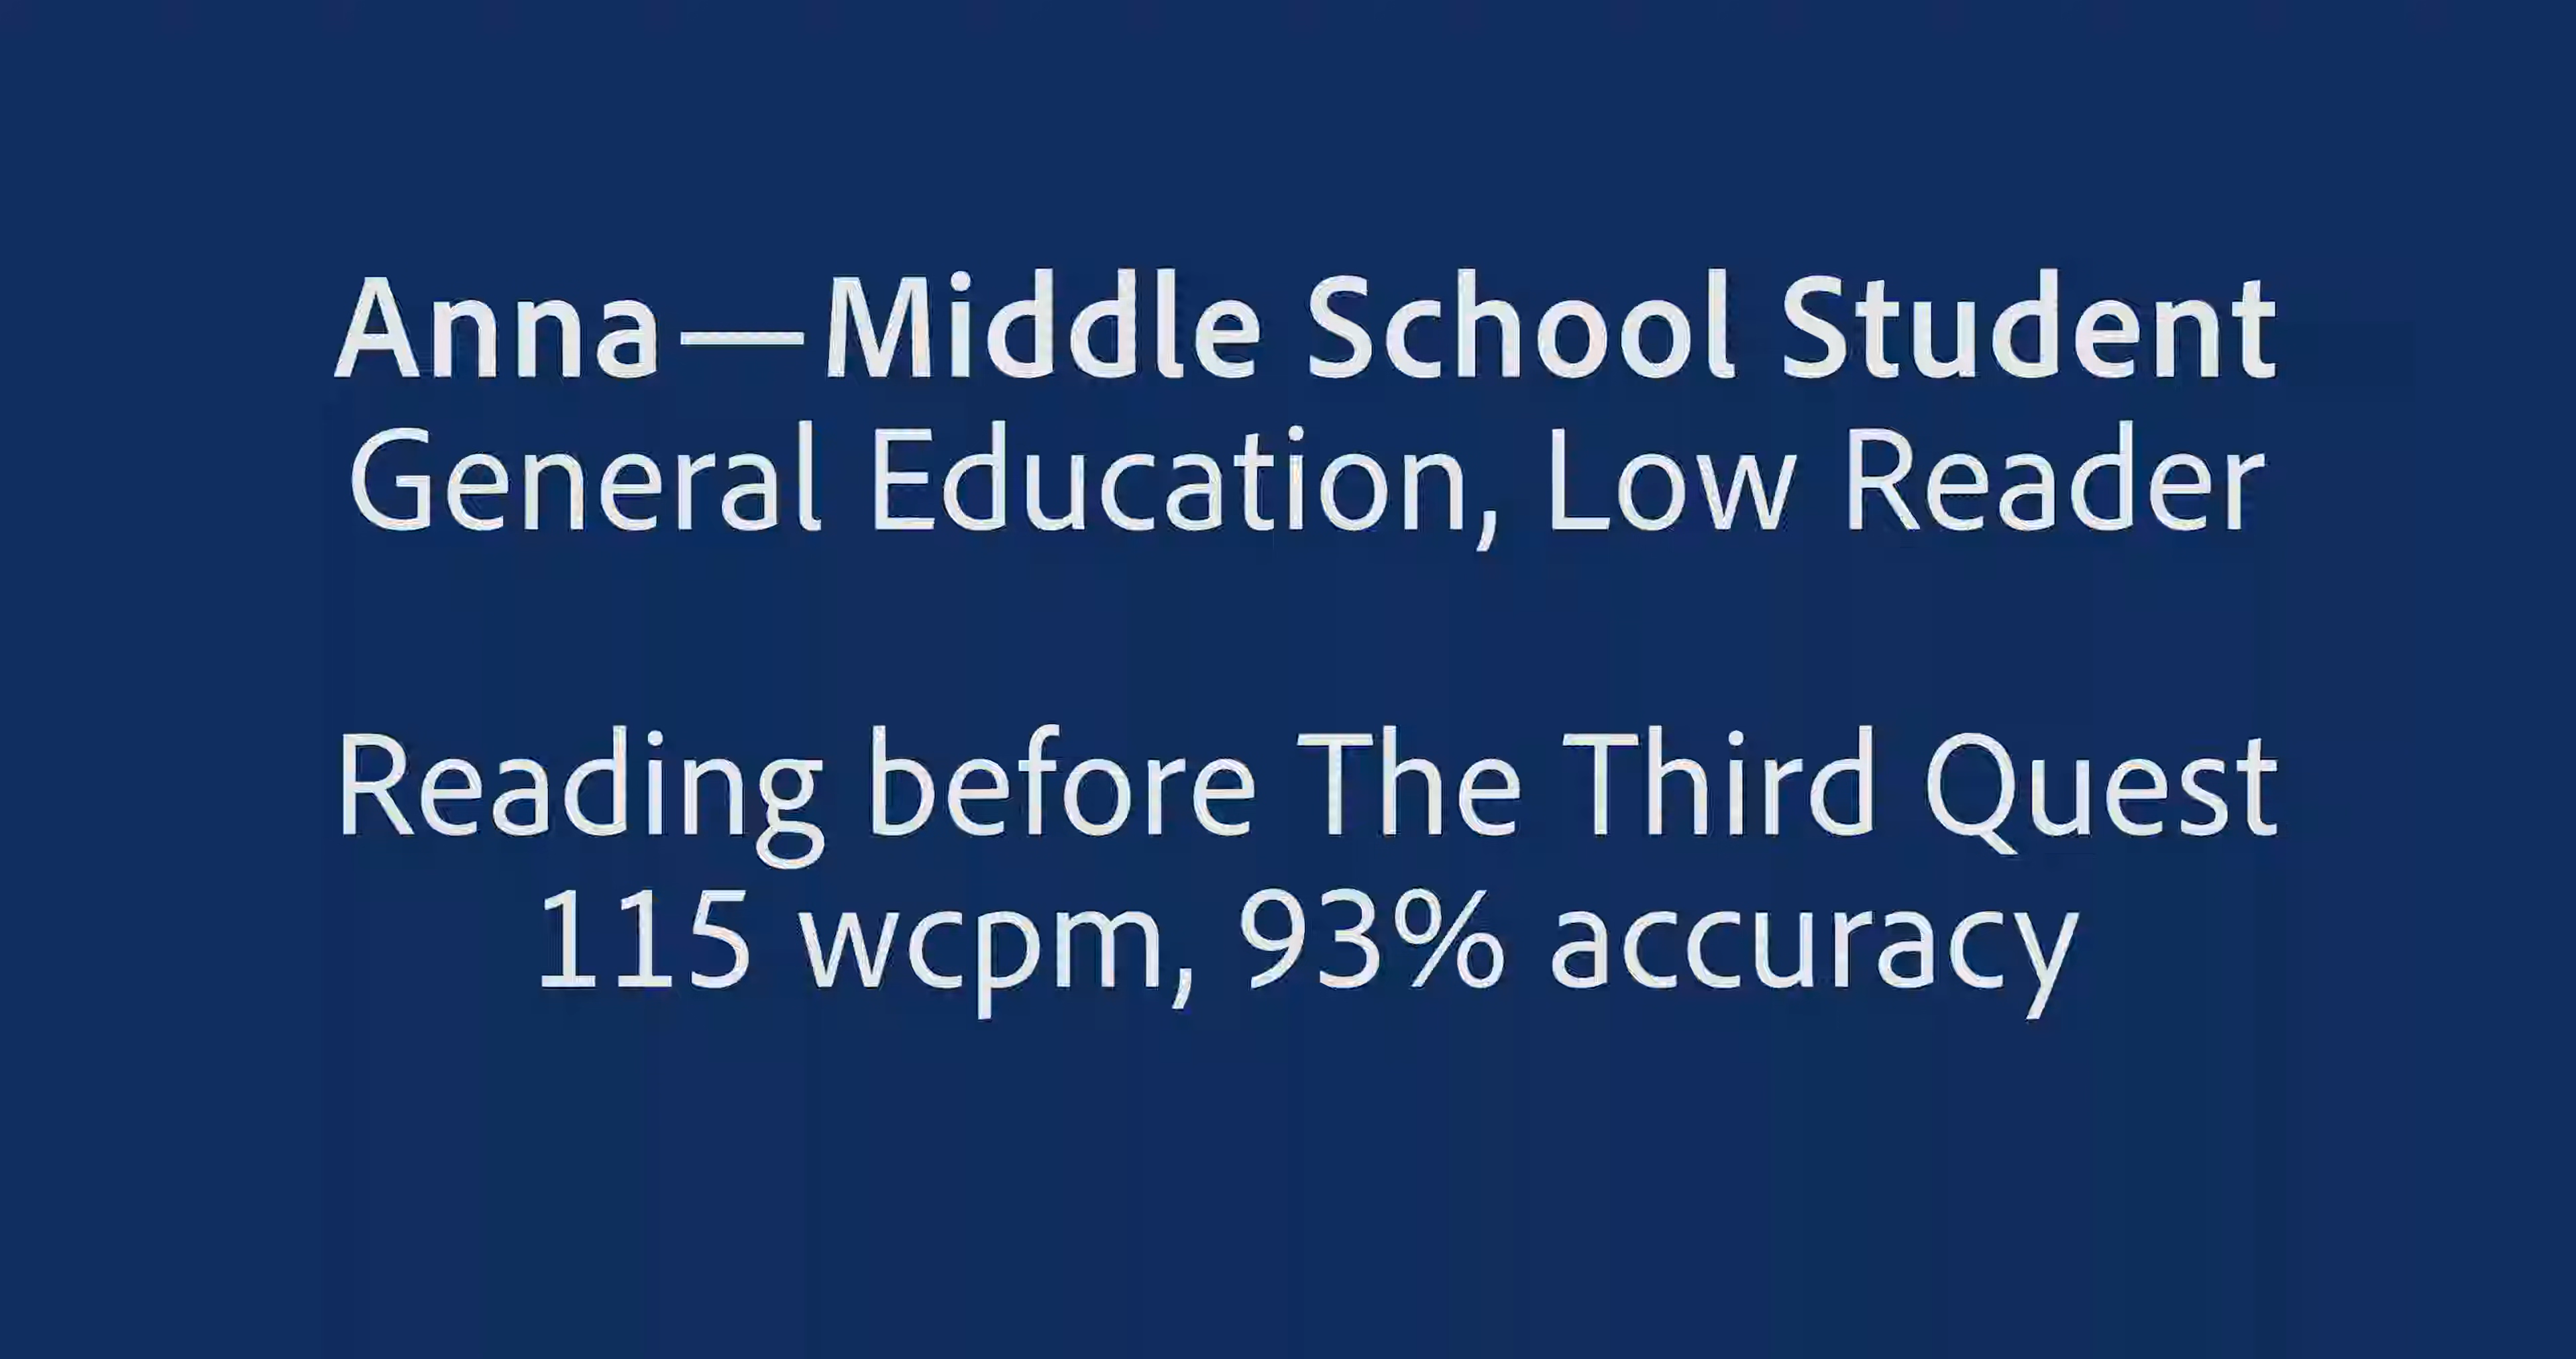 Anna—Middle School Student
General Education, Low Reader
Reading before The Third Quest
115 wcpm, 93% accuracy